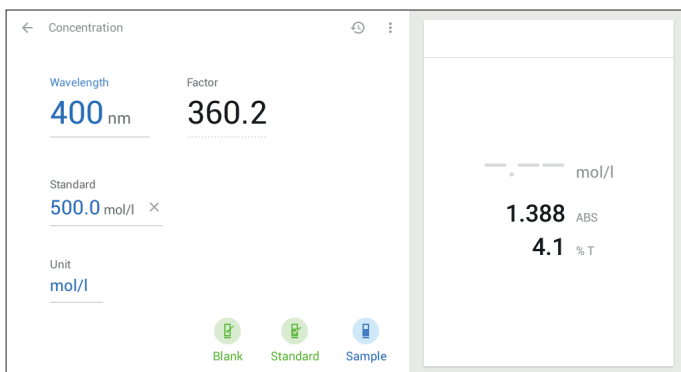 Concentration
Wavelength
400 nm
Factor
360.2
Standard
500.0 mol/l ×
Unit
mol/l
Blank Standard Sample
-.-- mol/l
1.388 ABS
4.1 % T